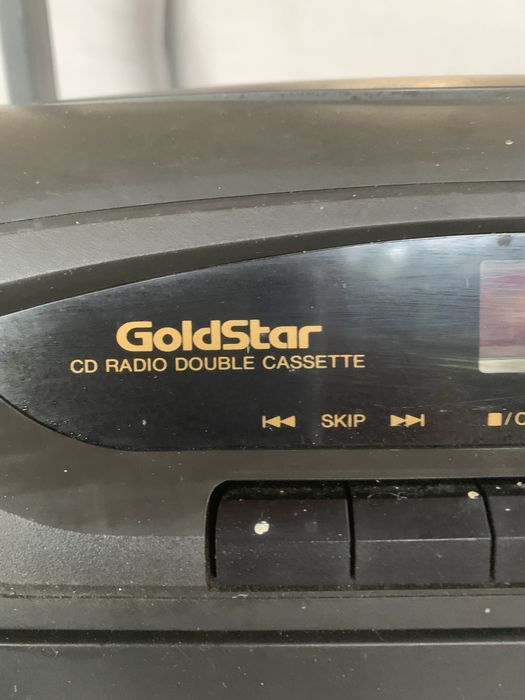 GoldStar
CD RADIO DOUBLE CASSETTE
⏮ SKIP ⏭ ■/C